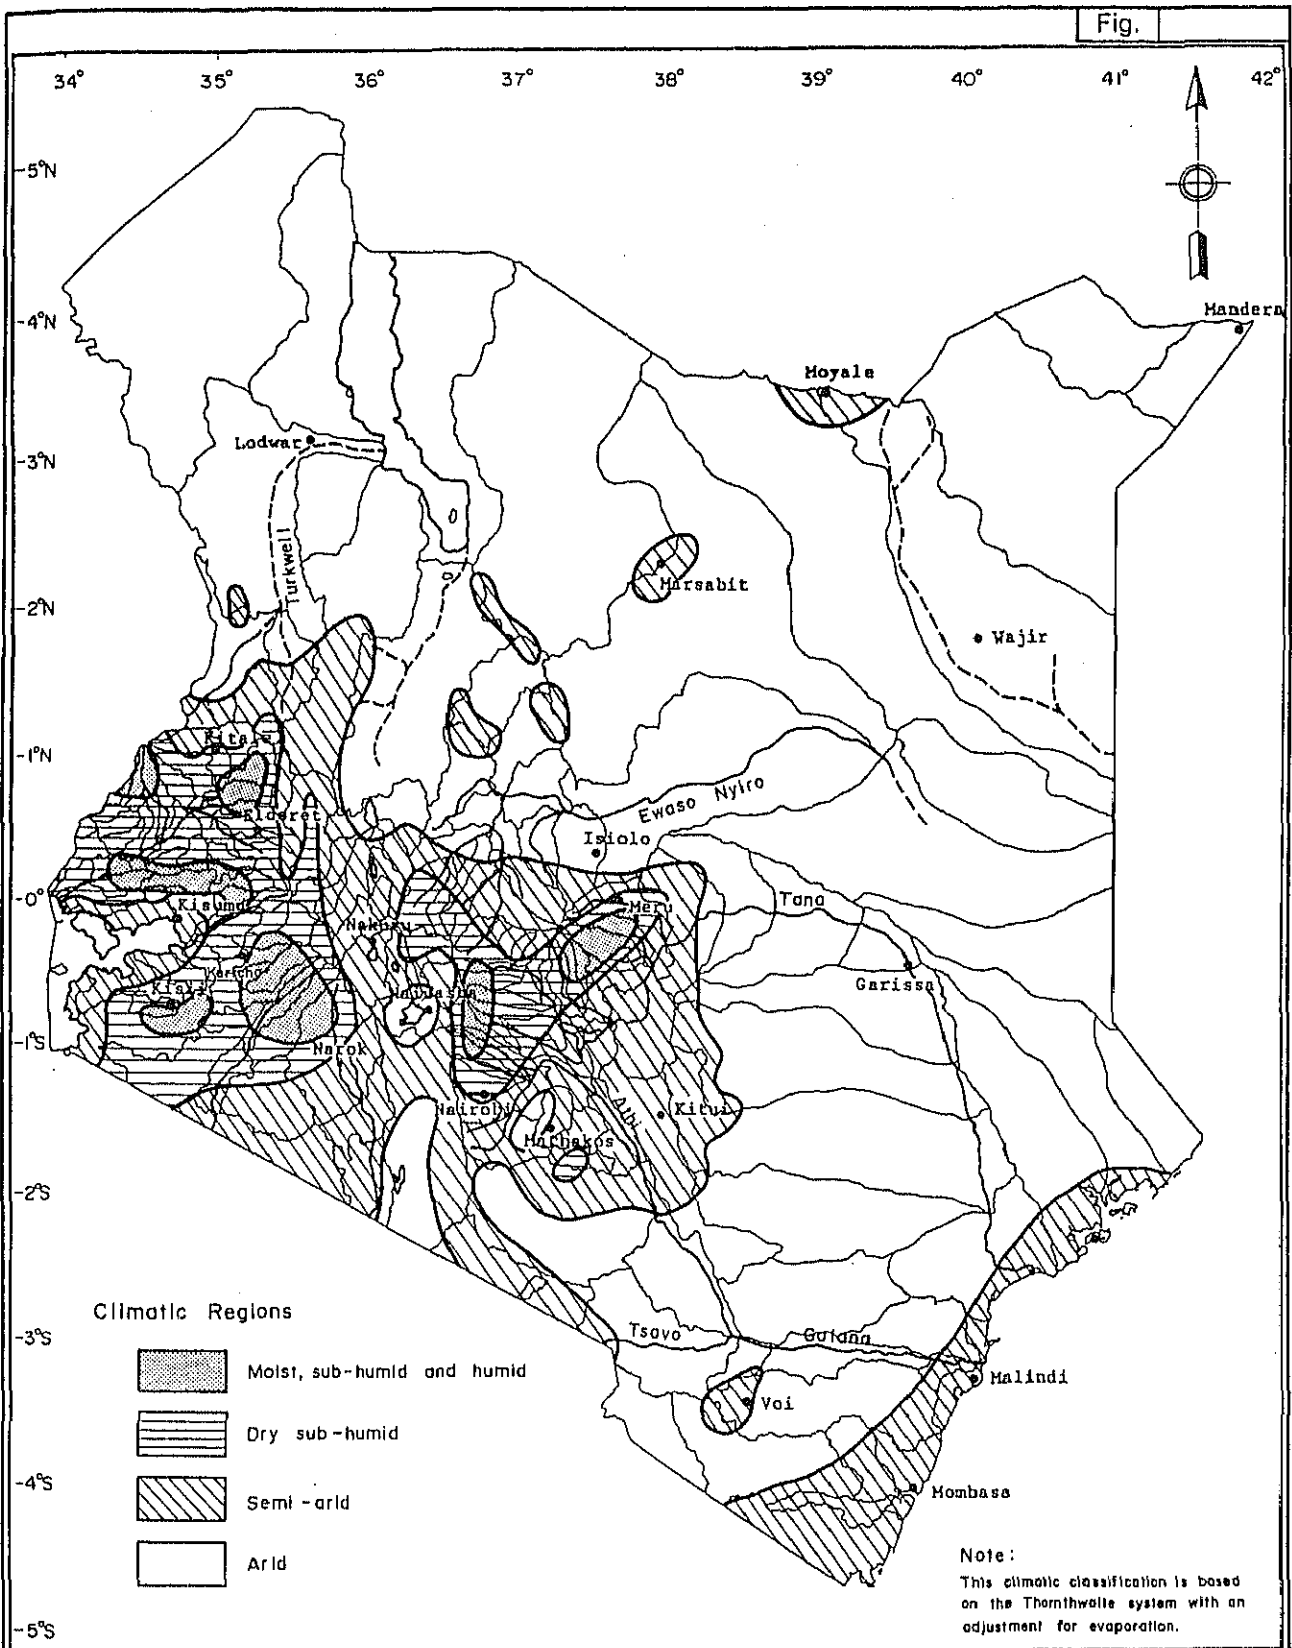 Fig.
34° 35° 36° 37° 38° 39° 40° 41° 42°
5°N
4°N
Mandera
Moyale
Lodwar
3°N
Turkwell
Marsabit
2°N
Wajir
Kitale
1°N
Ewaso Nyiro
Eldoret
Isiolo
0°
Kisumu
Meru
Tana
Nakuru
Kericho
Garissa
Kisii
Naivasha
1°S
Narok
Nairobi
Athi
Kitui
Machakos
2°S
Climatic Regions
3°S
Tsavo
Galana
Moist, sub-humid and humid
Malindi
Voi
Dry sub-humid
4°S
Semi-arid
Mombasa
Arid
Note:
This climatic classification is based
on the Thornthwaite system with an
adjustment for evaporation.
5°S